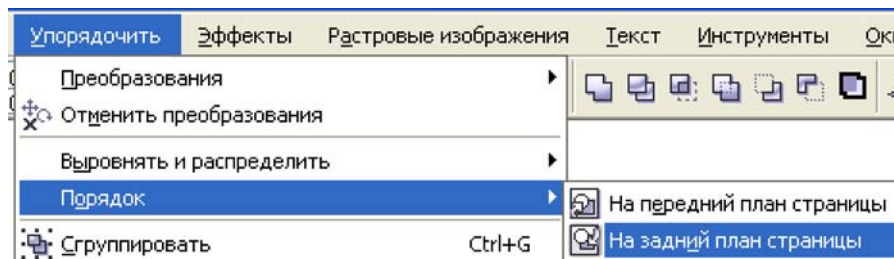 Упорядочить Эффекты Растровые изображения Текст Инструменты
Преобразования
Отменить преобразования
Выровнять и распределить
Порядок
На передний план страницы
Сгруппировать Ctrl+G
На задний план страницы